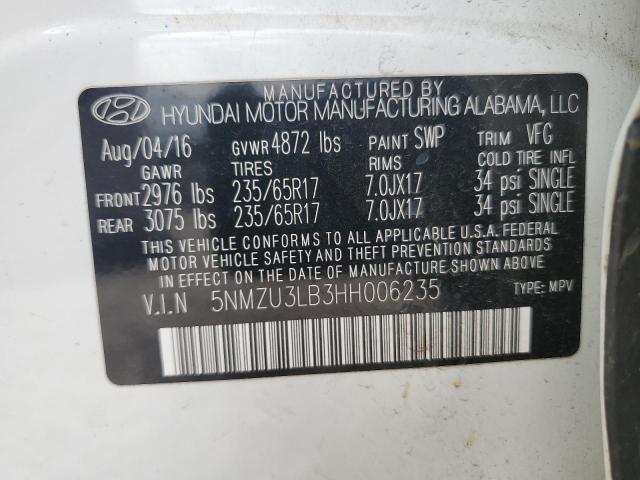 MANUFACTURED BY
HYUNDAI MOTOR MANUFACTURING ALABAMA, LLC
Aug/04/16 GVWR 4872 lbs PAINT SWP TRIM VFG
GAWR TIRES RIMS COLD TIRE INFL
FRONT 2976 lbs 235/65R17 7.0JX17 34 psi SINGLE
REAR 3075 lbs 235/65R17 7.0JX17 34 psi SINGLE
THIS VEHICLE CONFORMS TO ALL APPLICABLE U.S.A. FEDERAL
MOTOR VEHICLE SAFETY AND THEFT PREVENTION STANDARDS
IN EFFECT ON THE DATE OF MANUFACTURE SHOWN ABOVE.
V.I.N 5NMZU3LB3HH006235 TYPE: MPV